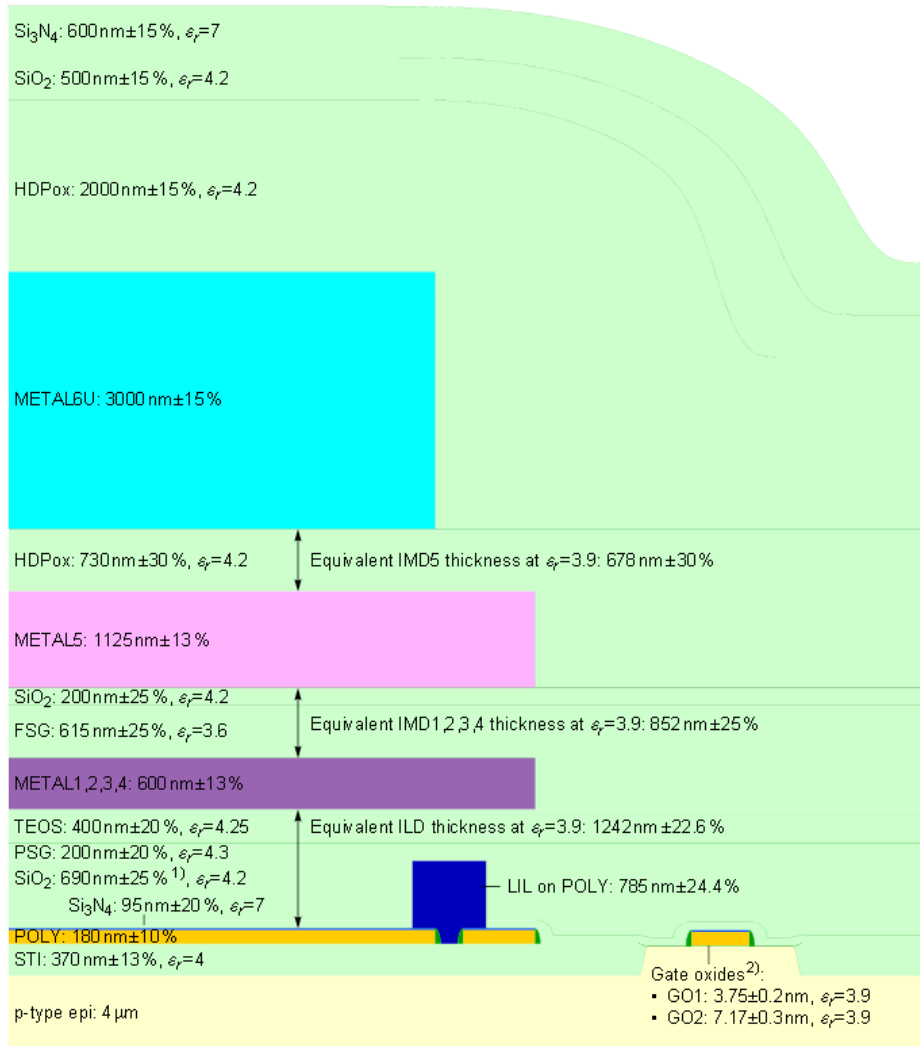 Si₃N₄: 600nm±15%, εᵣ=7
SiO₂: 500nm±15%, εᵣ=4.2
HDPox: 2000nm±15%, εᵣ=4.2
METAL6U: 3000nm±15%
HDPox: 730nm±30%, εᵣ=4.2
Equivalent IMD5 thickness at εᵣ=3.9: 678nm±30%
METAL5: 1125nm±13%
SiO₂: 200nm±25%, εᵣ=4.2
FSG: 615nm±25%, εᵣ=3.6
Equivalent IMD1,2,3,4 thickness at εᵣ=3.9: 852nm±25%
METAL1,2,3,4: 600nm±13%
TEOS: 400nm±20%, εᵣ=4.25
Equivalent ILD thickness at εᵣ=3.9: 1242nm±22.6%
PSG: 200nm±20%, εᵣ=4.3
SiO₂: 690nm±25%¹⁾, εᵣ=4.2
LIL on POLY: 785nm±24.4%
Si₃N₄: 95nm±20%, εᵣ=7
POLY: 180nm±10%
STI: 370nm±13%, εᵣ=4
Gate oxides²⁾:
▪ GO1: 3.75±0.2nm, εᵣ=3.9
▪ GO2: 7.17±0.3nm, εᵣ=3.9
p-type epi: 4µm